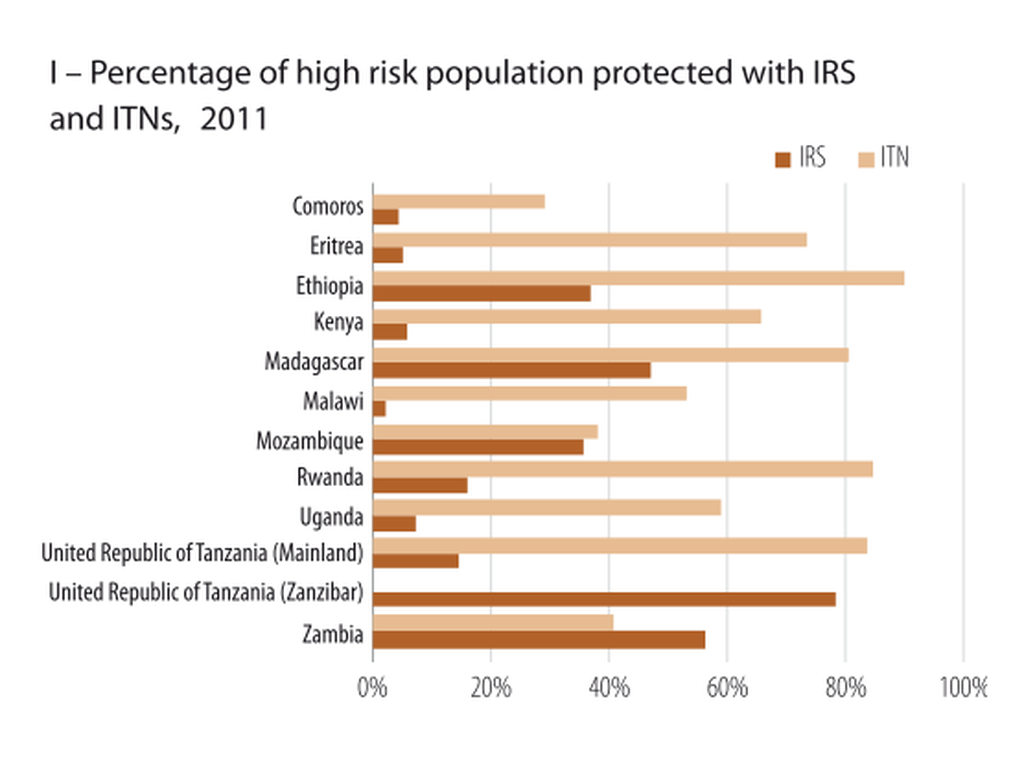 I – Percentage of high risk population protected with IRS
and ITNs, 2011
IRS ITN
Comoros
Eritrea
Ethiopia
Kenya
Madagascar
Malawi
Mozambique
Rwanda
Uganda
United Republic of Tanzania (Mainland)
United Republic of Tanzania (Zanzibar)
Zambia
0% 20% 40% 60% 80% 100%